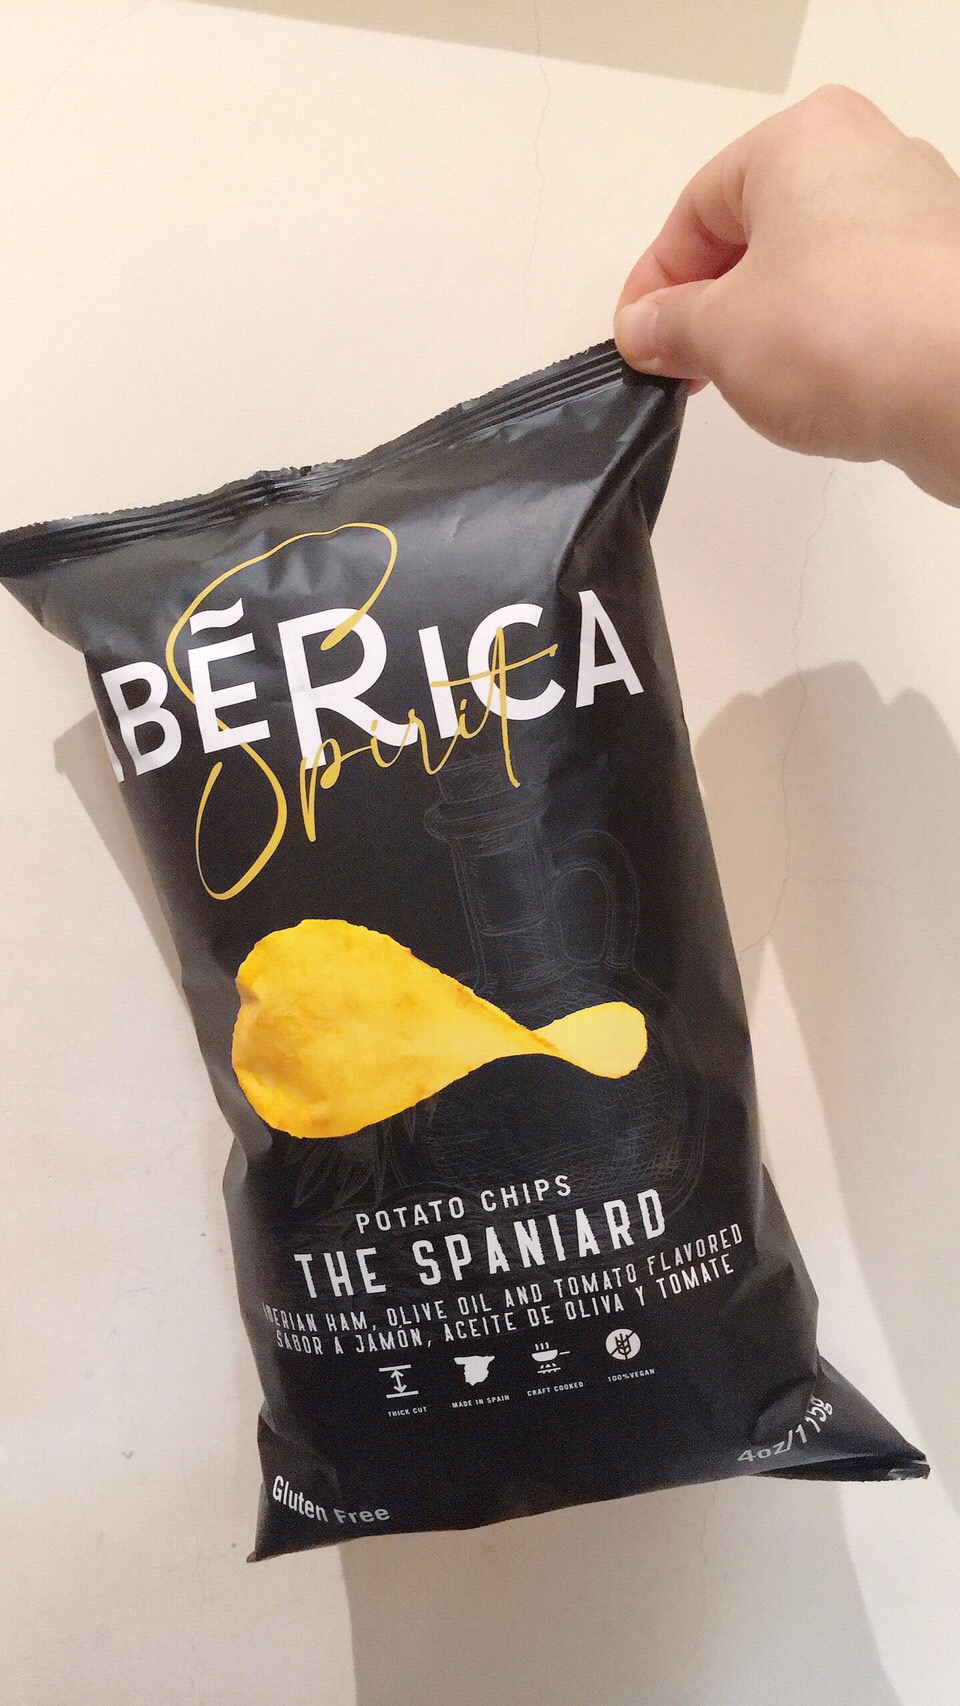 IBẼRICA
Spirit
POTATO CHIPS
THE SPANIARD
IBERIAN HAM, OLIVE OIL AND TOMATO FLAVORED
SABOR A JAMÓN, ACEITE DE OLIVA Y TOMATE
THICK CUT
MADE IN SPAIN
CRAFT COOKED
100% VEGAN
Gluten Free
4oz/115g